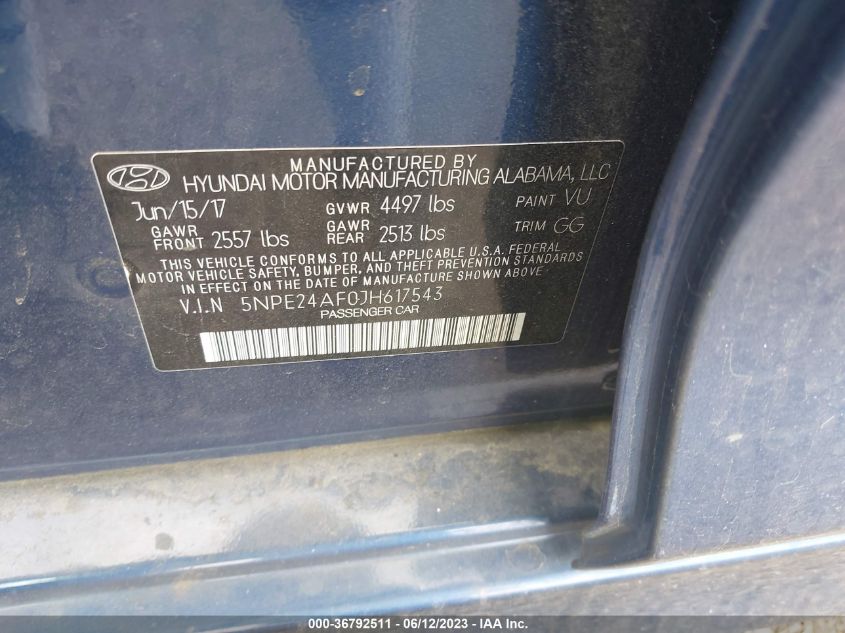 MANUFACTURED BY
HYUNDAI MOTOR MANUFACTURING ALABAMA, LLC
Jun/15/17 GVWR 4497 lbs PAINT VU
GAWR FRONT 2557 lbs GAWR REAR 2513 lbs TRIM GG
THIS VEHICLE CONFORMS TO ALL APPLICABLE U.S.A. FEDERAL
MOTOR VEHICLE SAFETY, BUMPER, AND THEFT PREVENTION STANDARDS
IN EFFECT ON THE DATE OF MANUFACTURE SHOWN ABOVE
V.I.N 5NPE24AF0JH617543
PASSENGER CAR
000-36792511 - 06/12/2023 - IAA Inc.